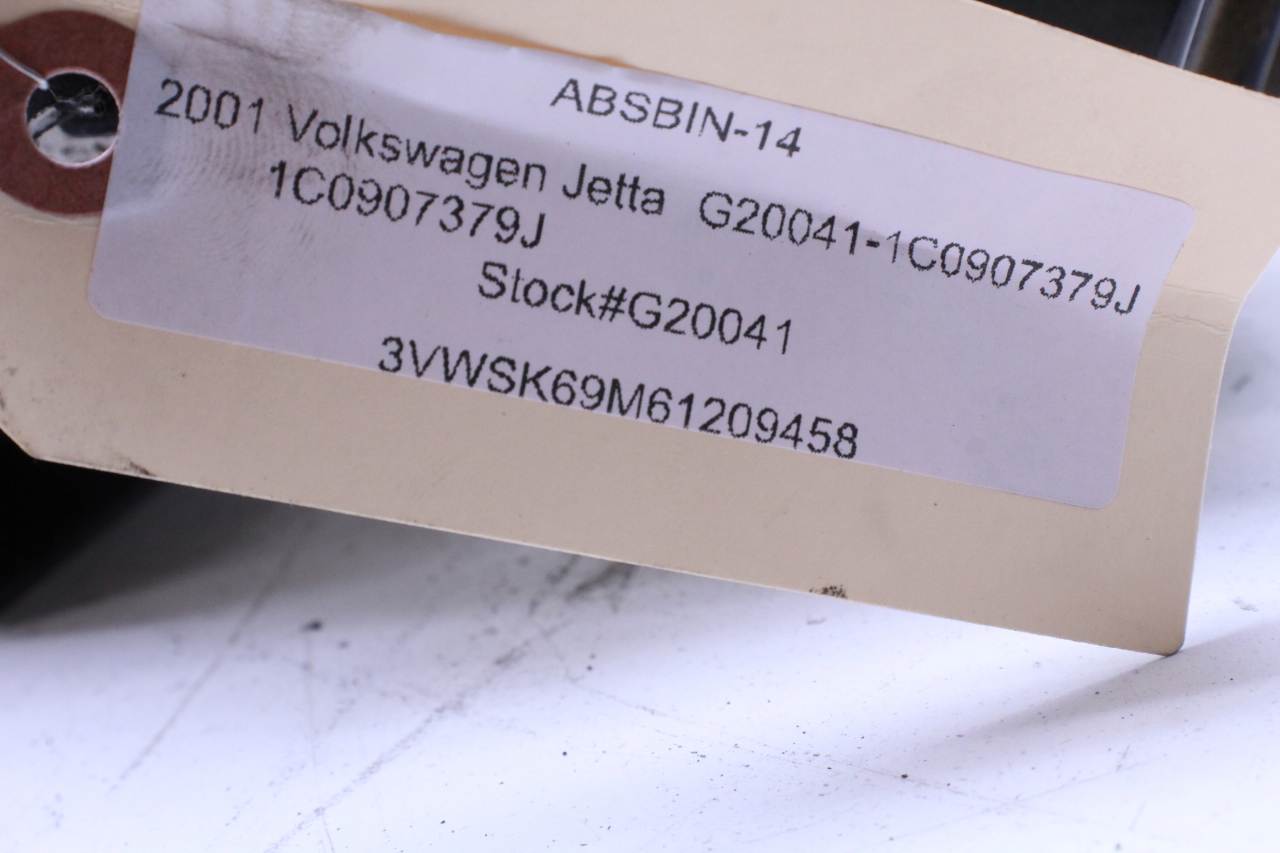 ABSBIN-14
2001 Volkswagen Jetta G20041-1C0907379J
1C0907379J
Stock#G20041
3VWSK69M61209458